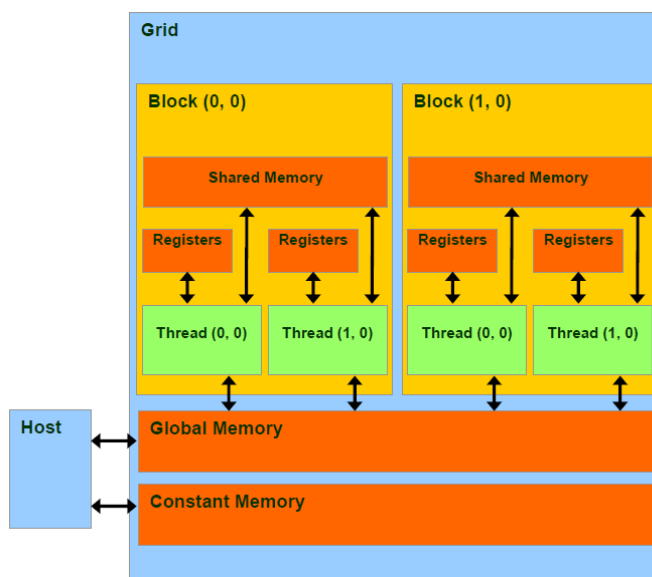 Grid
Block (0, 0)
Block (1, 0)
Shared Memory
Shared Memory
Registers
Registers
Registers
Registers
Thread (0, 0)
Thread (1, 0)
Thread (0, 0)
Thread (1, 0)
Host
Global Memory
Constant Memory